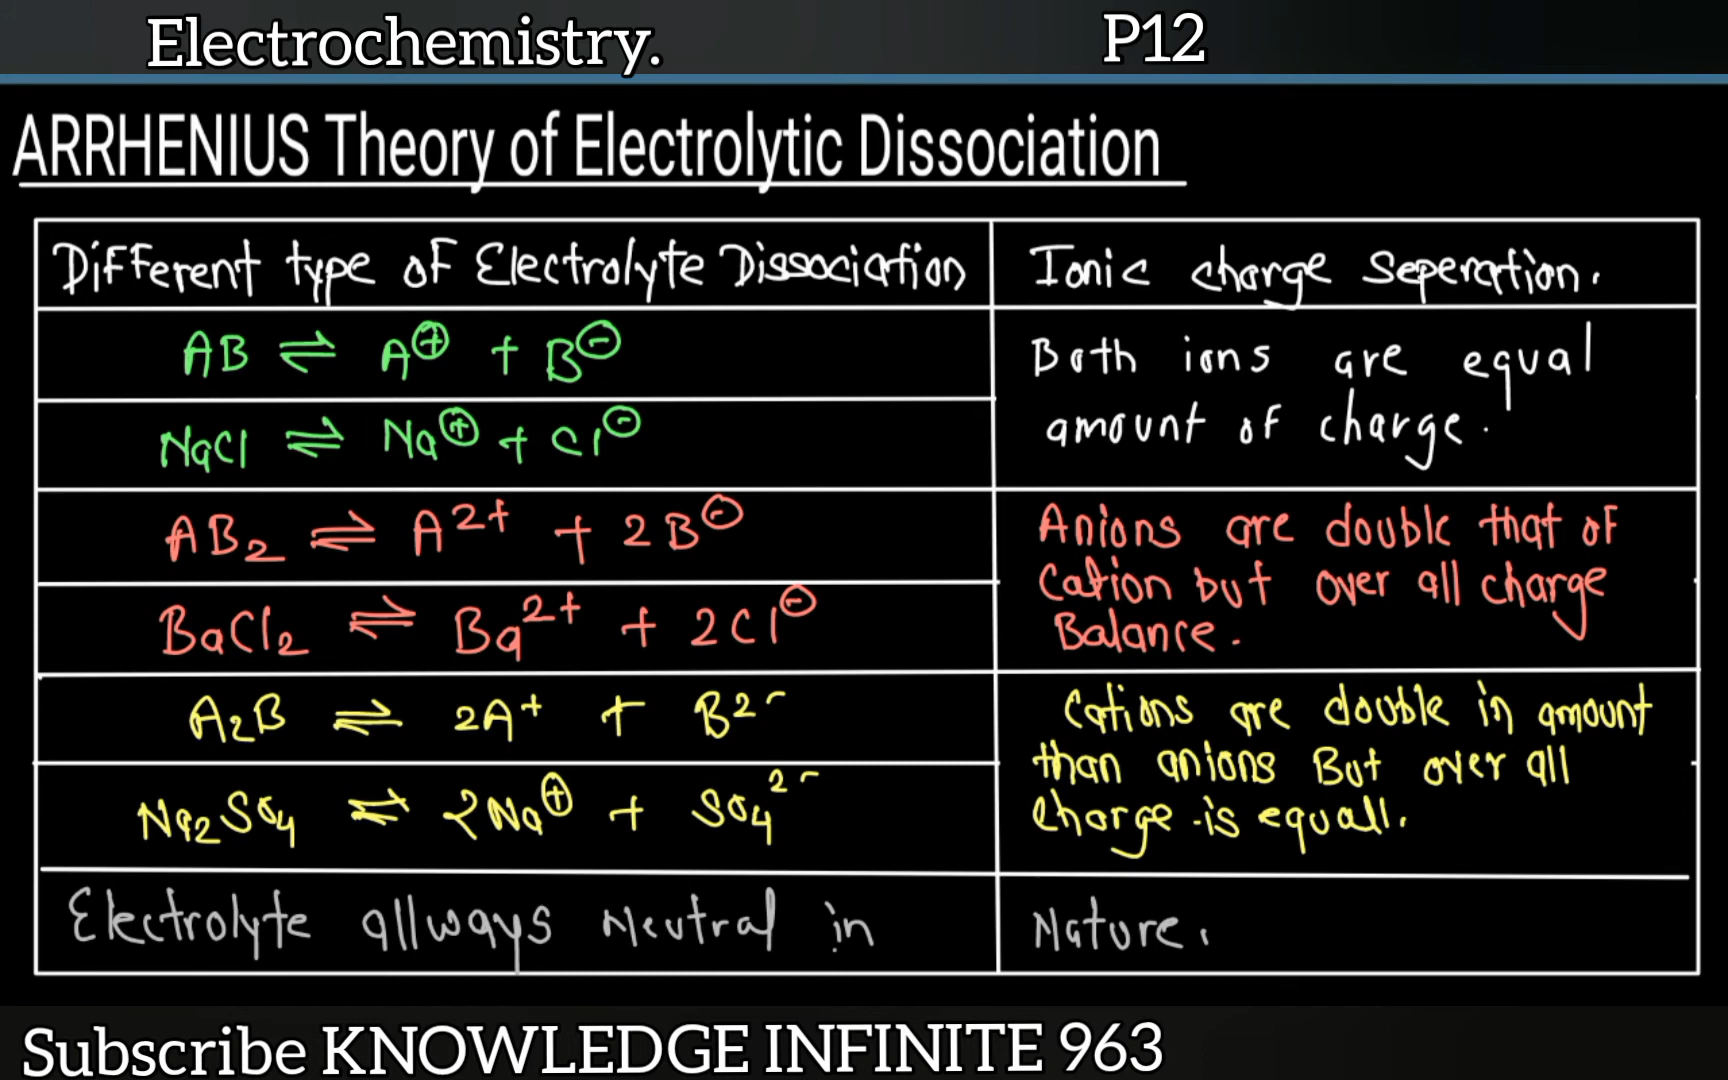 Electrochemistry. P12
ARRHENIUS Theory of Electrolytic Dissociation
Different type of Electrolyte Dissociation
Ionic charge Seperation.
AB ⇌ A⊕ + B⊖
NaCl ⇌ Na⊕ + Cl⊖
Both ions are equal
amount of charge.
AB₂ ⇌ A²⁺ + 2B⊖
BaCl₂ ⇌ Ba²⁺ + 2Cl⊖
Anions are double that of
Cation but over all charge
Balance.
A₂B ⇌ 2A⁺ + B²⁻
Na₂SO₄ ⇌ 2Na⊕ + SO₄²⁻
Cations are double in amount
than anions But over all
Charge is equall.
Electrolyte allways Neutral in Nature.
Subscribe KNOWLEDGE INFINITE 963